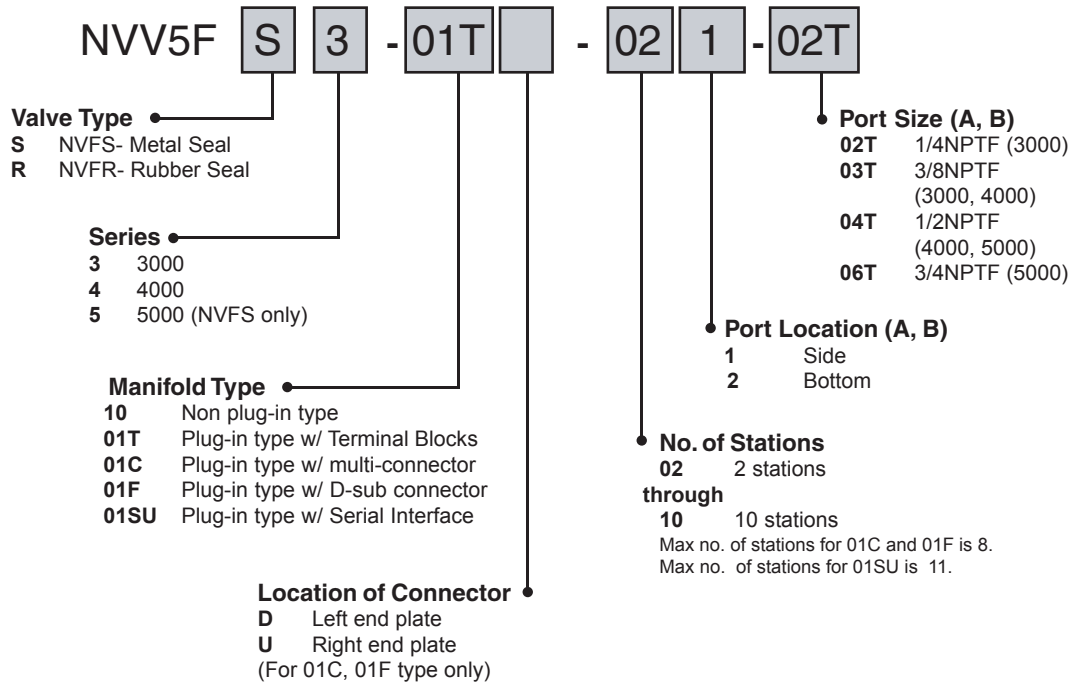 NVV5F S 3 - 01T - 02 1 - 02T
Valve Type
S NVFS- Metal Seal
R NVFR- Rubber Seal
Series
3 3000
4 4000
5 5000 (NVFS only)
Manifold Type
10 Non plug-in type
01T Plug-in type w/ Terminal Blocks
01C Plug-in type w/ multi-connector
01F Plug-in type w/ D-sub connector
01SU Plug-in type w/ Serial Interface
Location of Connector
D Left end plate
U Right end plate
(For 01C, 01F type only)
Port Size (A, B)
02T 1/4NPTF (3000)
03T 3/8NPTF
(3000, 4000)
04T 1/2NPTF
(4000, 5000)
06T 3/4NPTF (5000)
Port Location (A, B)
1 Side
2 Bottom
No. of Stations
02 2 stations
through
10 10 stations
Max no. of stations for 01C and 01F is 8.
Max no. of stations for 01SU is 11.